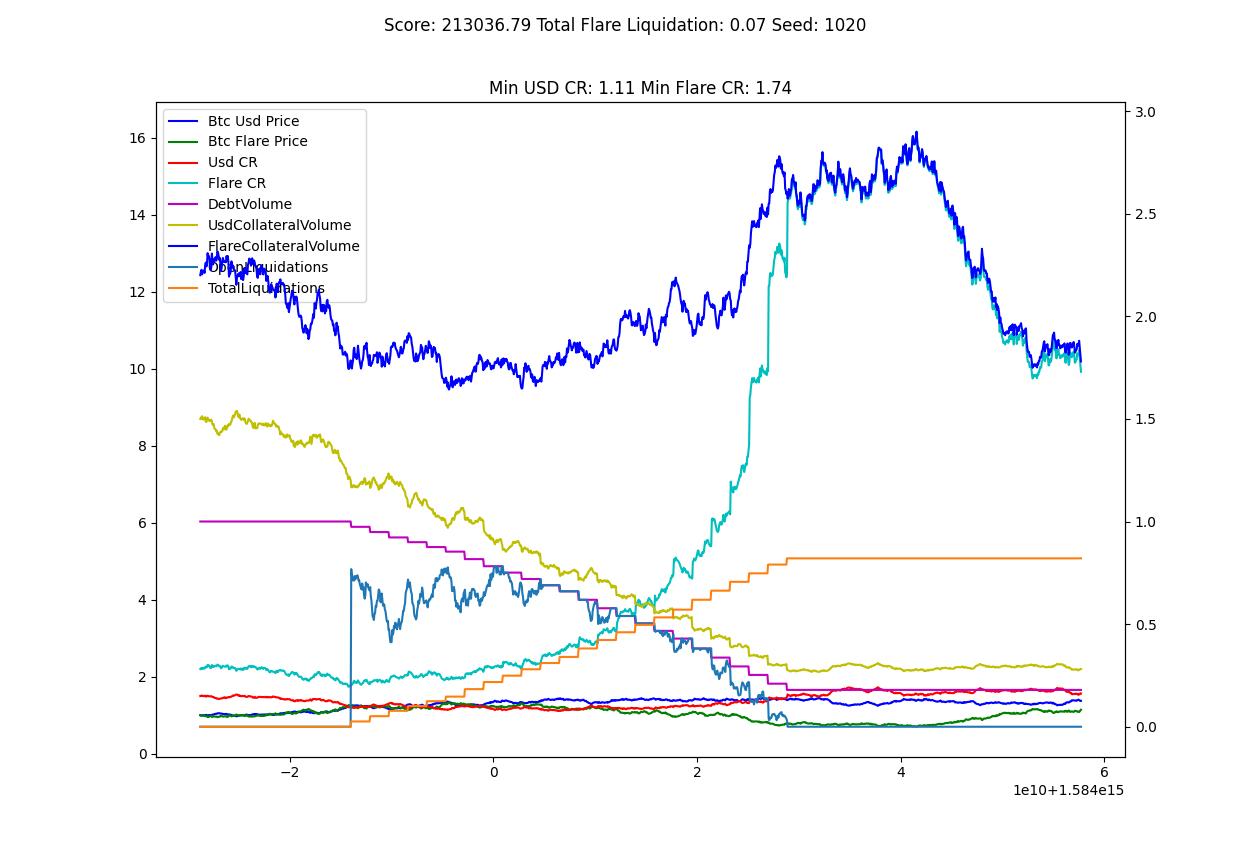 Score: 213036.79 Total Flare Liquidation: 0.07 Seed: 1020
Min USD CR: 1.11 Min Flare CR: 1.74
Btc Usd Price
Btc Flare Price
Usd CR
Flare CR
DebtVolume
UsdCollateralVolume
FlareCollateralVolume
OpenLiquidations
TotalLiquidations
16
14
12
10
8
6
4
2
0
3.0
2.5
2.0
1.5
1.0
0.5
0.0
−2
0
2
4
6
1e10+1.584e15